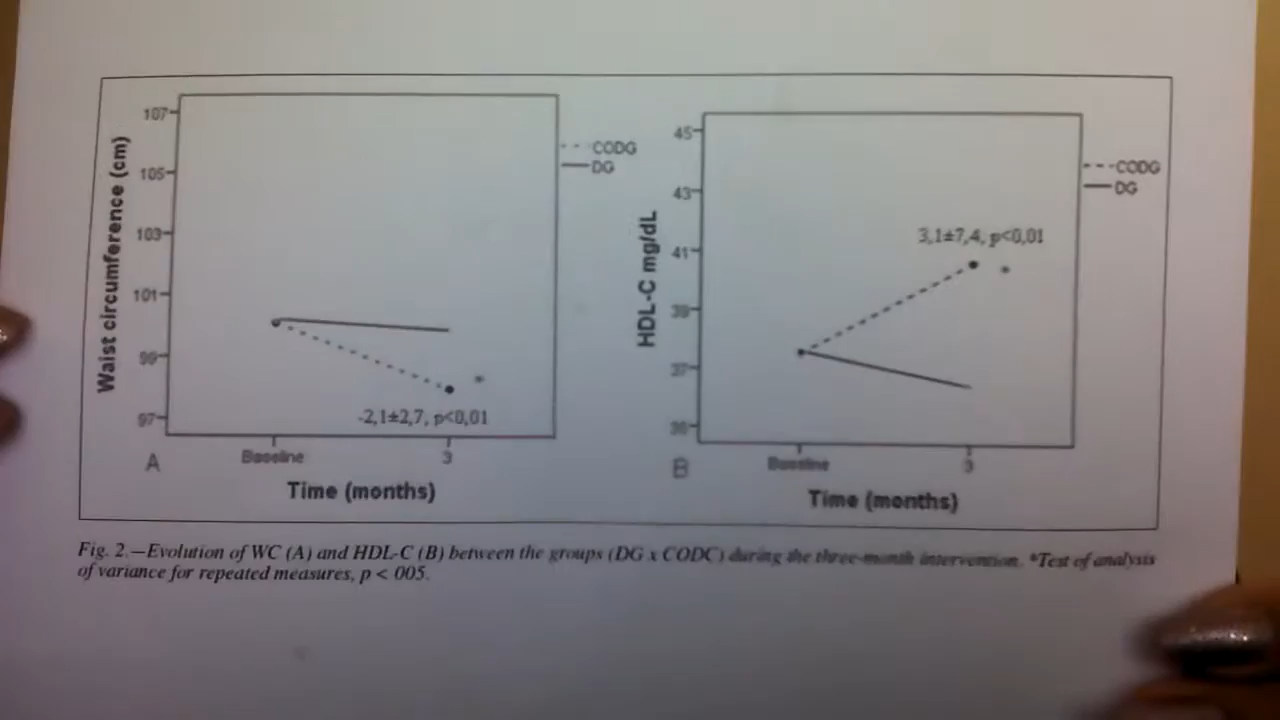 107
105
103
101
99
97
Waist circumference (cm)
CODG
DG
-2,1±2,7, p<0,01
Baseline
3
A
Time (months)
45
43
41
39
37
HDL-C mg/dL
CODG
DG
3,1±7,4, p<0,01
*
Baseline
3
B
Time (months)
Fig. 2.—Evolution of WC (A) and HDL-C (B) between the groups (DG x CODC) during the three-month intervention. *Test of analysis
of variance for repeated measures, p < 005.